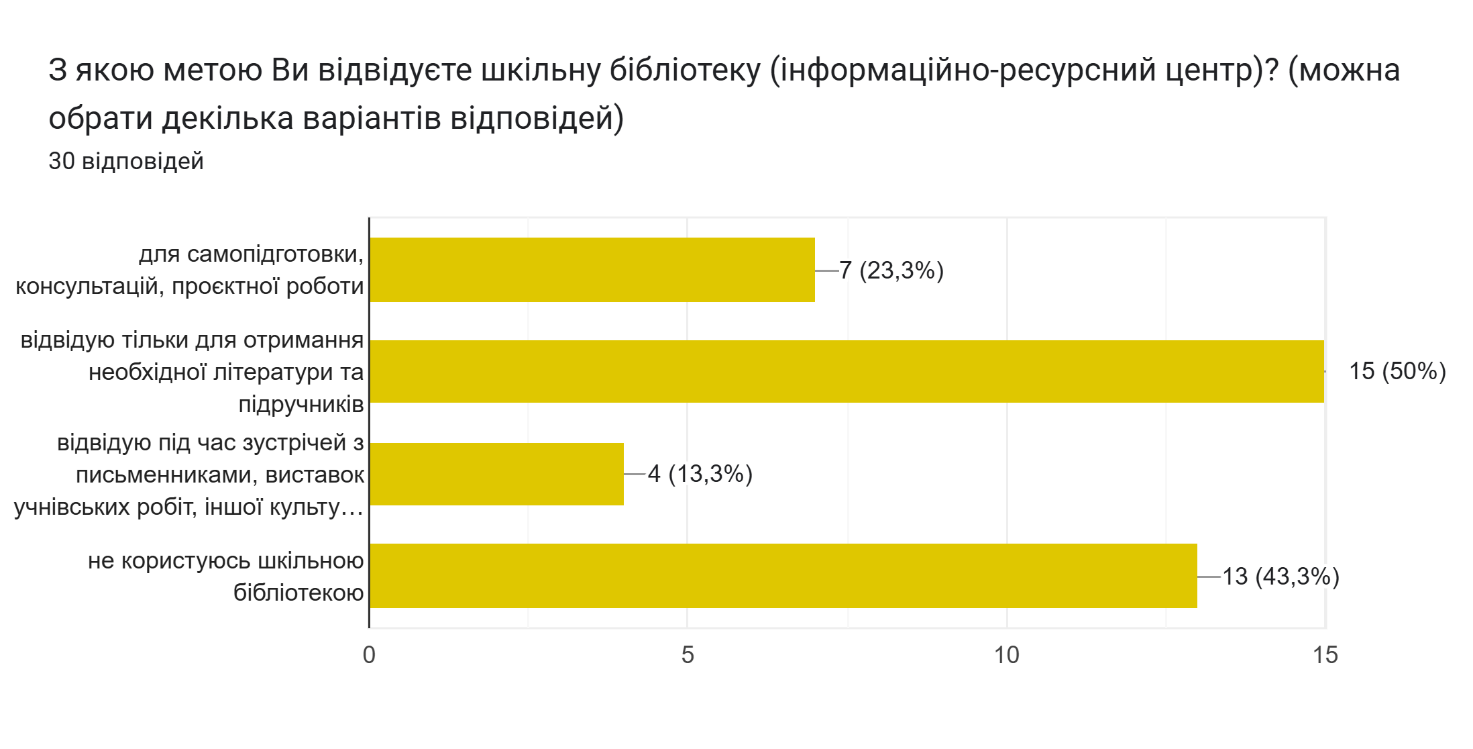 З якою метою Ви відвідуєте шкільну бібліотеку (інформаційно-ресурсний центр)? (можна
обрати декілька варіантів відповідей)
30 відповідей
для самопідготовки,
консультацій, проєктної роботи
7 (23,3%)
відвідую тільки для отримання
необхідної літератури та
підручників
15 (50%)
відвідую під час зустрічей з
письменниками, виставок
учнівських робіт, іншої культу…
4 (13,3%)
не користуюсь шкільною
бібліотекою
13 (43,3%)
0 5 10 15